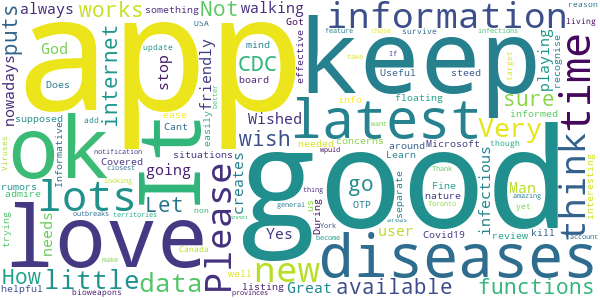 always works something Got USA effective survive reason living
puts Not walking If feature chose infections information recognise
nowadays God Does update board mind CDC Useful steed take target playing
app keep latest time
internet stop friendly Wished floating sure yet
ok It supposed add easily ease Cant info Very informed
Informatived Covered going situations wish needed concerns around Microsoft though
Viruses rumors admire notification closest looking better Learn want
lots Let creates separate go OTP Fine nature Man infectious think
love Please good
trying needs outbreaks territories non Yes During us thing general areas user Thank Toronto amazing interesting
How little data Canada new York become Covid19 review kill account
diseases
helpful bioweapons make well listing provinces Great available functions